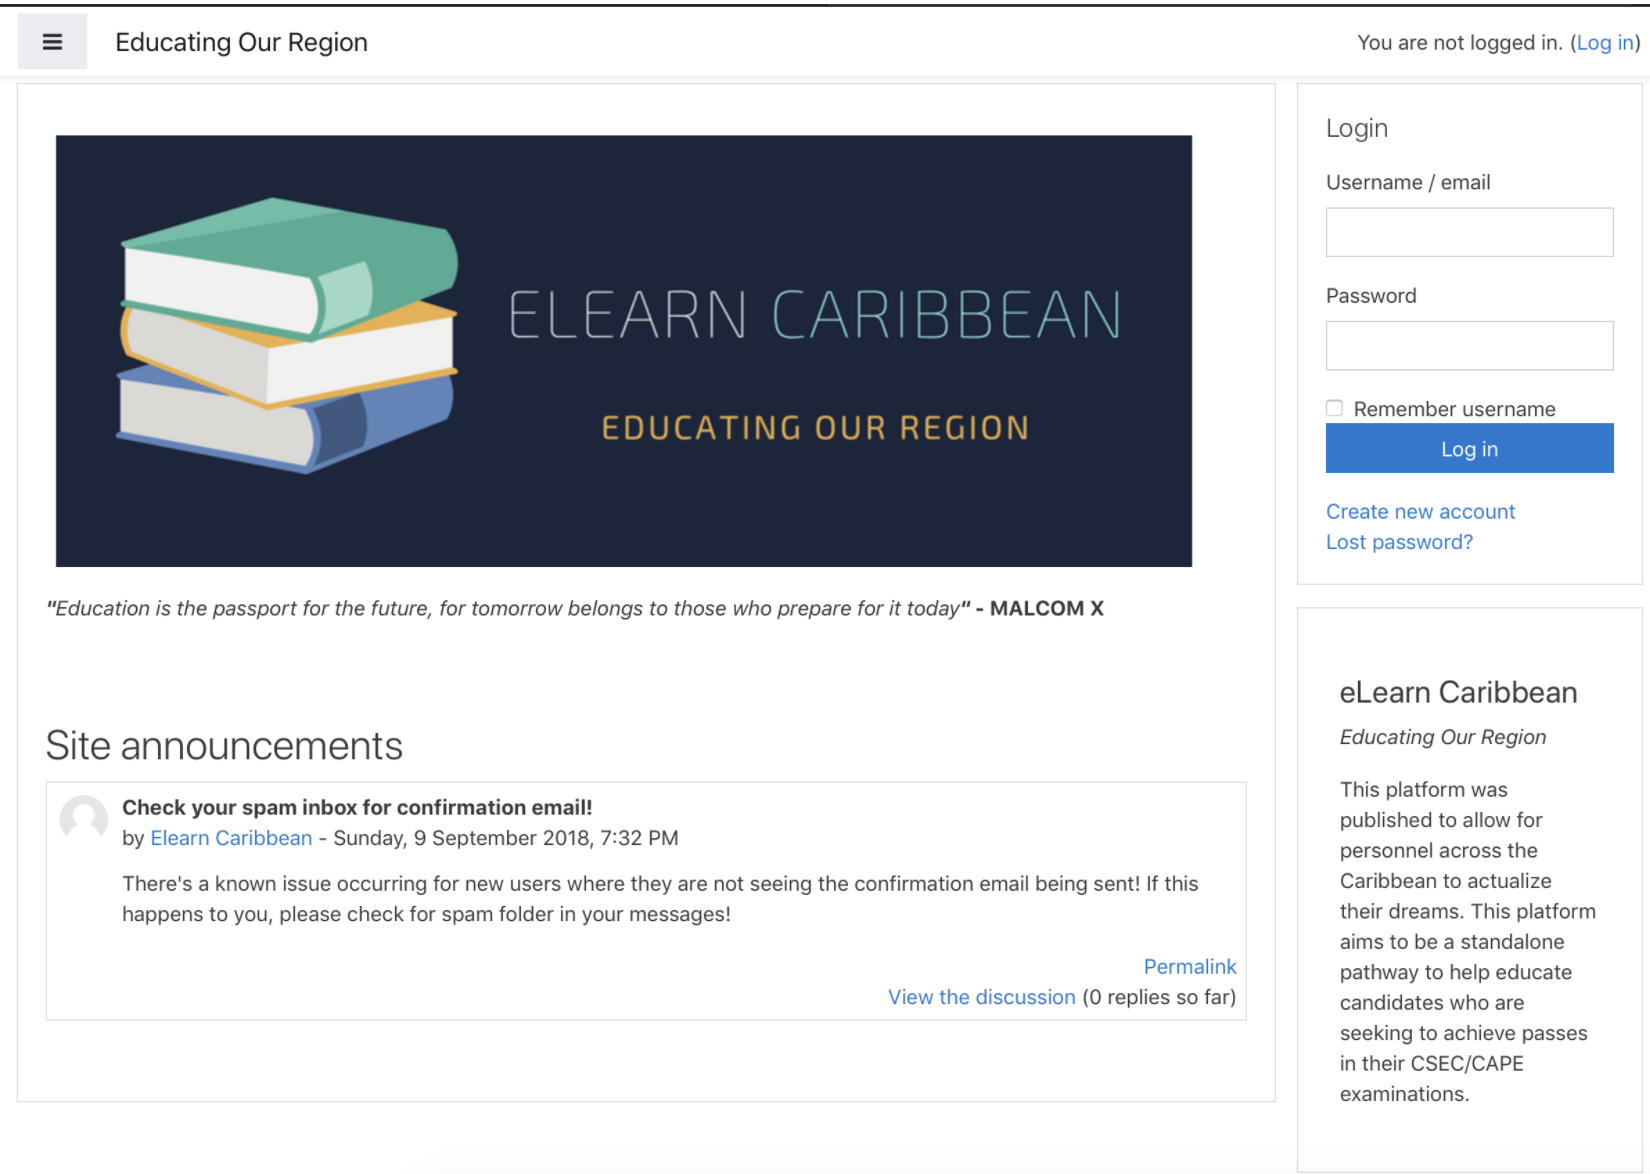 Educating Our Region
You are not logged in. (Log in)
ELEARN CARIBBEAN
EDUCATING OUR REGION
"Education is the passport for the future, for tomorrow belongs to those who prepare for it today" - MALCOM X
Site announcements
Check your spam inbox for confirmation email!
by Elearn Caribbean - Sunday, 9 September 2018, 7:32 PM
There's a known issue occurring for new users where they are not seeing the confirmation email being sent! If this
happens to you, please check for spam folder in your messages!
Permalink
View the discussion (0 replies so far)
Login
Username / email
Password
Remember username
Log in
Create new account
Lost password?
eLearn Caribbean
Educating Our Region
This platform was
published to allow for
personnel across the
Caribbean to actualize
their dreams. This platform
aims to be a standalone
pathway to help educate
candidates who are
seeking to achieve passes
in their CSEC/CAPE
examinations.